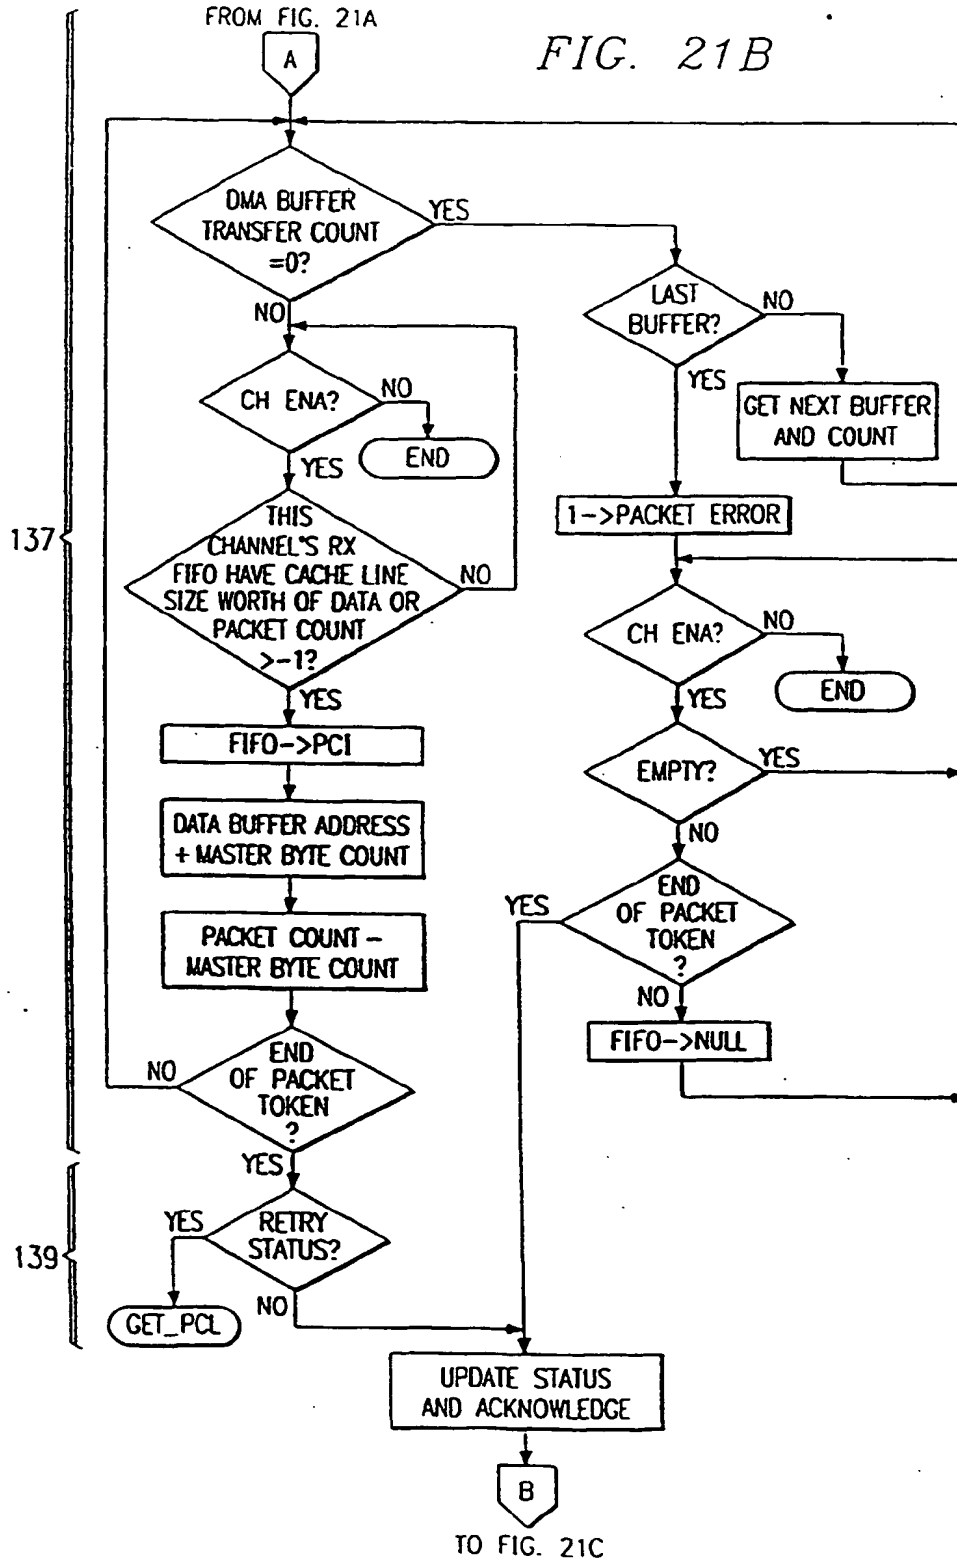 FROM FIG. 21A
FIG. 21B
A
DMA BUFFER
TRANSFER COUNT
=0?
YES
NO
LAST
BUFFER?
NO
YES
GET NEXT BUFFER
AND COUNT
CH ENA?
NO
END
YES
1->PACKET ERROR
137
THIS
CHANNEL'S RX
FIFO HAVE CACHE LINE
SIZE WORTH OF DATA OR
PACKET COUNT
>-1?
NO
YES
CH ENA?
NO
END
YES
FIFO->PCI
EMPTY?
YES
NO
DATA BUFFER ADDRESS
+ MASTER BYTE COUNT
END
OF PACKET
TOKEN
?
YES
NO
PACKET COUNT -
MASTER BYTE COUNT
FIFO->NULL
END
OF PACKET
TOKEN
?
NO
YES
139
RETRY
STATUS?
YES
NO
GET_PCL
UPDATE STATUS
AND ACKNOWLEDGE
B
TO FIG. 21C